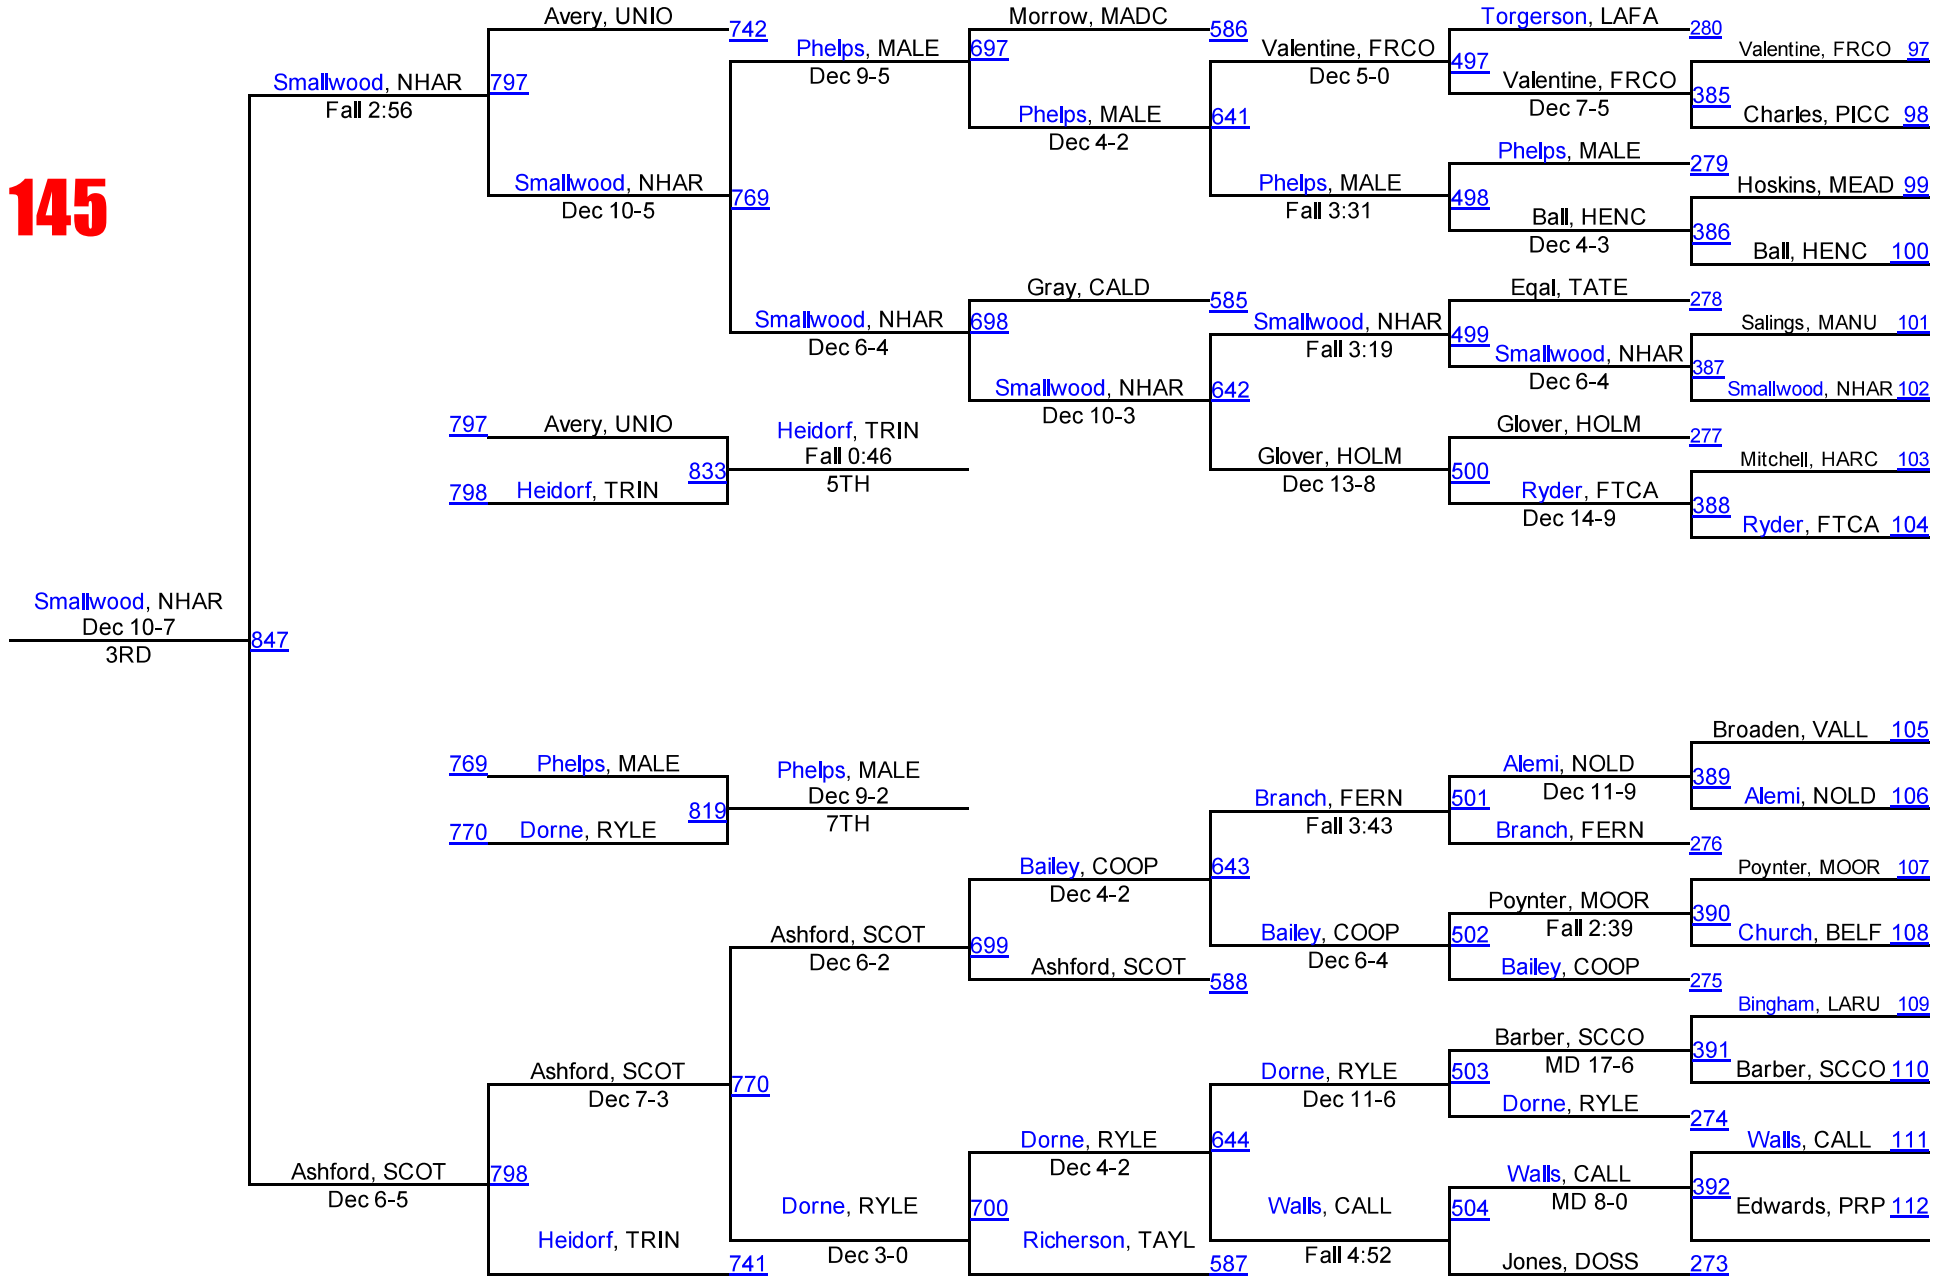 Avery, UNIO
742
Morrow, MADC
586
Torgerson, LAFA
280
Phelps, MALE
697
Dec 9-5
Valentine, FRCO
Dec 5-0
497
Valentine, FRCO 97
Smallwood, NHAR
Fall 2:56
797
Valentine, FRCO
Dec 7-5
385
Charles, PICC 98
Phelps, MALE
Dec 4-2
641
Phelps, MALE
279
145
Smallwood, NHAR
Dec 10-5
769
Phelps, MALE
Fall 3:31
498
Hoskins, MEAD 99
Ball, HENC
Dec 4-3
386
Ball, HENC 100
Gray, CALD
585
Eqal, TATE
278
Smallwood, NHAR
Dec 6-4
698
Smallwood, NHAR
Fall 3:19
499
Salings, MANU 101
Smallwood, NHAR
Dec 6-4
387
Smallwood, NHAR 102
Smallwood, NHAR
Dec 10-3
642
797
Avery, UNIO
Heidorf, TRIN
Fall 0:46
5TH
833
798
Heidorf, TRIN
Glover, HOLM
277
Glover, HOLM
Dec 13-8
500
Mitchell, HARC 103
Ryder, FTCA
Dec 14-9
388
Ryder, FTCA 104
Smallwood, NHAR
Dec 10-7
3RD
847
Broaden, VALL 105
769
Phelps, MALE
Phelps, MALE
Dec 9-2
7TH
819
770
Dorne, RYLE
Alemi, NOLD
Dec 11-9
389
Alemi, NOLD 106
Branch, FERN
Fall 3:43
501
Branch, FERN
276
Bailey, COOP
Dec 4-2
643
Poynter, MOOR 107
Poynter, MOOR
Fall 2:39
390
Church, BELF 108
Ashford, SCOT
Dec 6-2
699
Bailey, COOP
Dec 6-4
502
Ashford, SCOT
588
Bailey, COOP
275
Bingham, LARU 109
Barber, SCCO
MD 17-6
391
Barber, SCCO 110
Ashford, SCOT
Dec 7-3
770
Dorne, RYLE
Dec 11-6
503
Dorne, RYLE
274
Dorne, RYLE
Dec 4-2
644
Walls, CALL 111
Ashford, SCOT
Dec 6-5
798
Walls, CALL
MD 8-0
392
Edwards, PRP 112
Dorne, RYLE
Dec 3-0
700
Walls, CALL
Fall 4:52
504
Heidorf, TRIN
741
Richerson, TAYL
587
Jones, DOSS
273